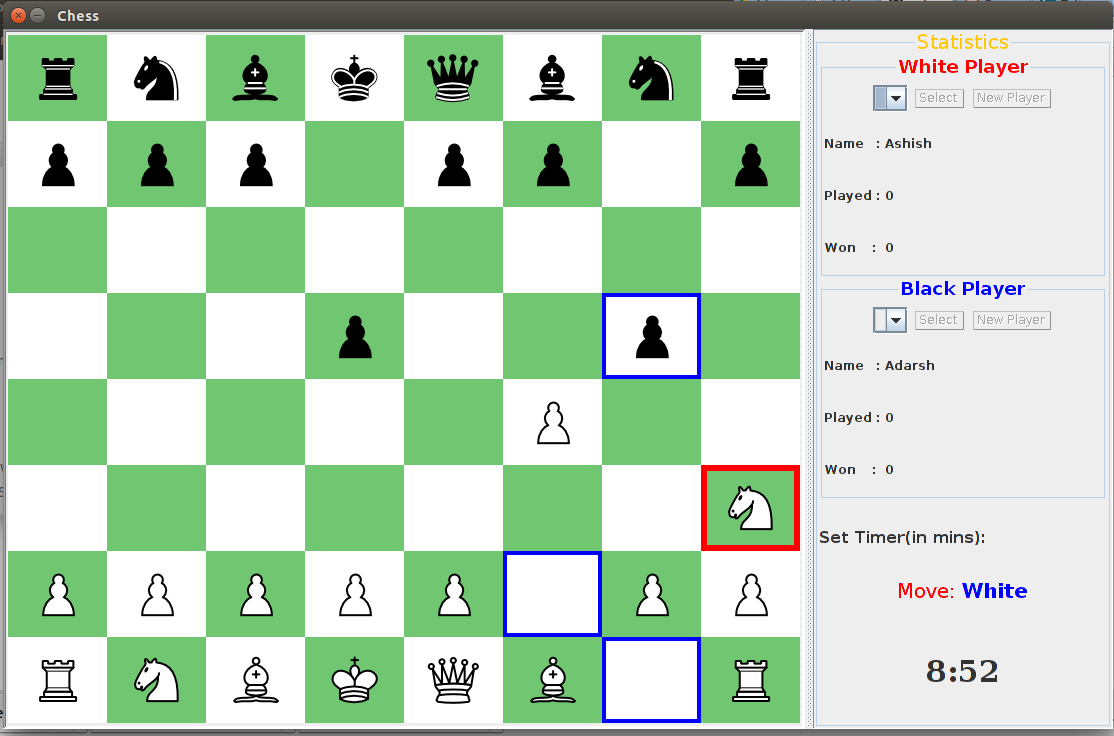 Chess
Statistics
White Player
Select
New Player
Name : Ashish
Played : 0
Won : 0
Black Player
Select
New Player
Name : Adarsh
Played : 0
Won : 0
Set Timer(in mins):
Move: White
8:52